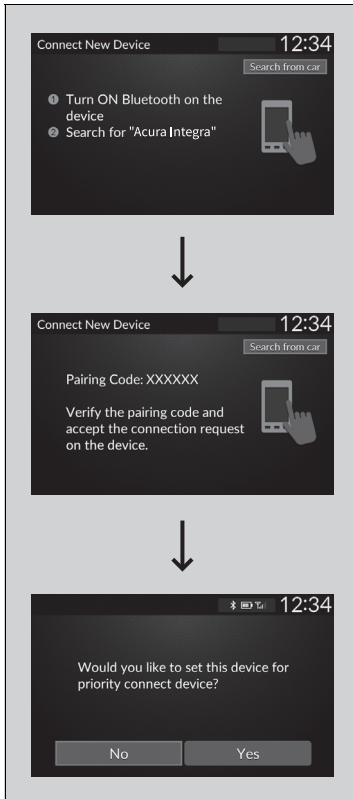 Connect New Device 12:34
Search from car
1 Turn ON Bluetooth on the
device
2 Search for "Acura Integra"
Connect New Device 12:34
Search from car
Pairing Code: XXXXXX
Verify the pairing code and
accept the connection request
on the device.
12:34
Would you like to set this device for
priority connect device?
No Yes